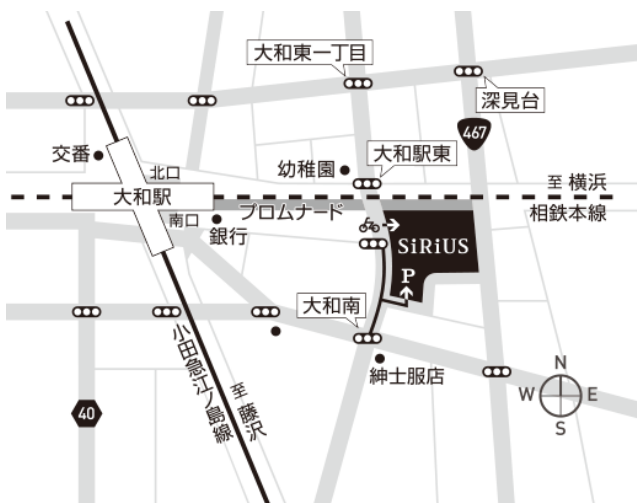 大和東一丁目
深見台
467
交番
北口
幼稚園
大和駅東
至 横浜
大和駅
プロムナード
相鉄本線
南口
銀行
SiRiUS
P
大和南
小田急江ノ島線
至 藤沢
紳士服店
40
N
W
E
S